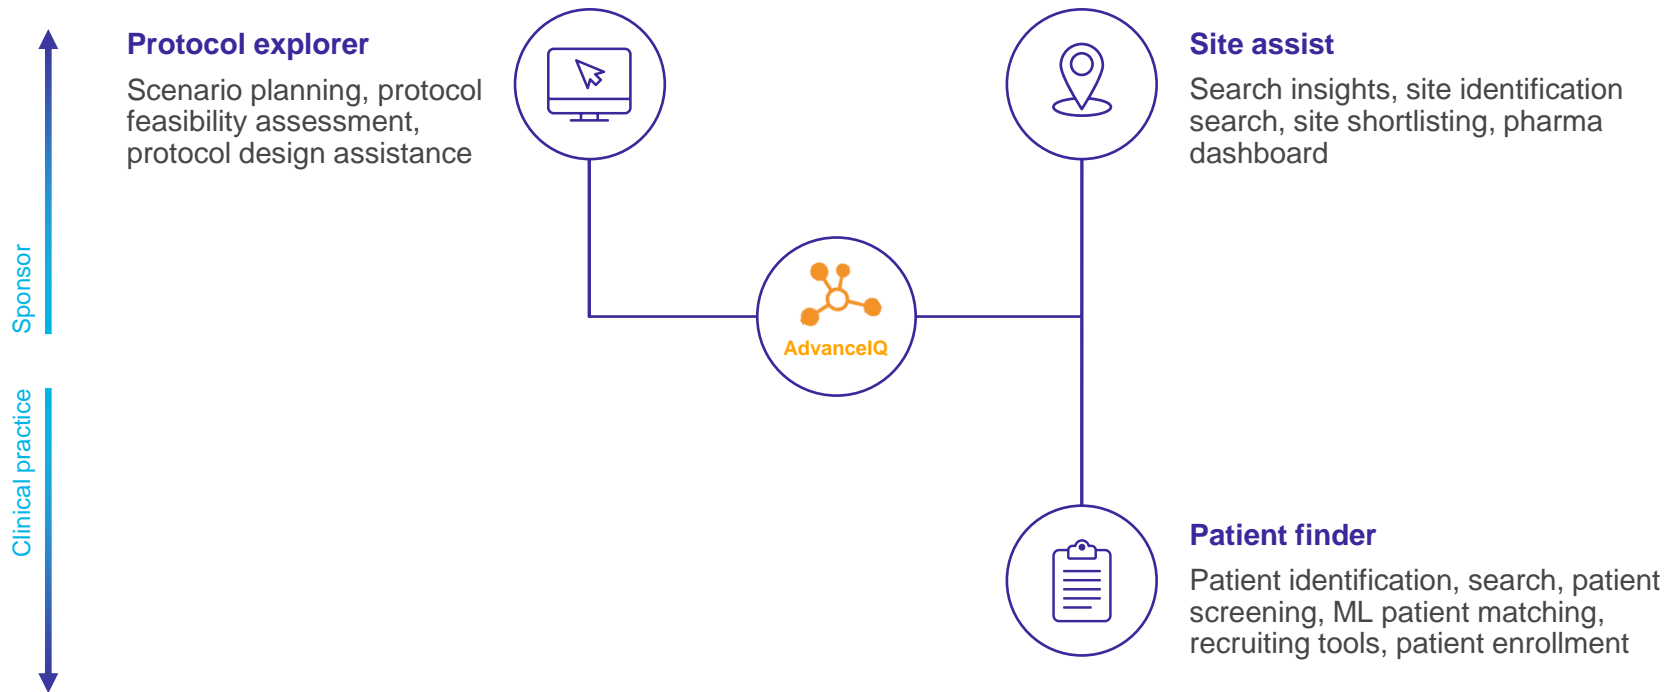 Protocol explorer
Scenario planning, protocol
feasibility assessment,
protocol design assistance
Site assist
Search insights, site identification
search, site shortlisting, pharma
dashboard
Sponsor
AdvanceIQ
Clinical practice
Patient finder
Patient identification, search, patient
screening, ML patient matching,
recruiting tools, patient enrollment